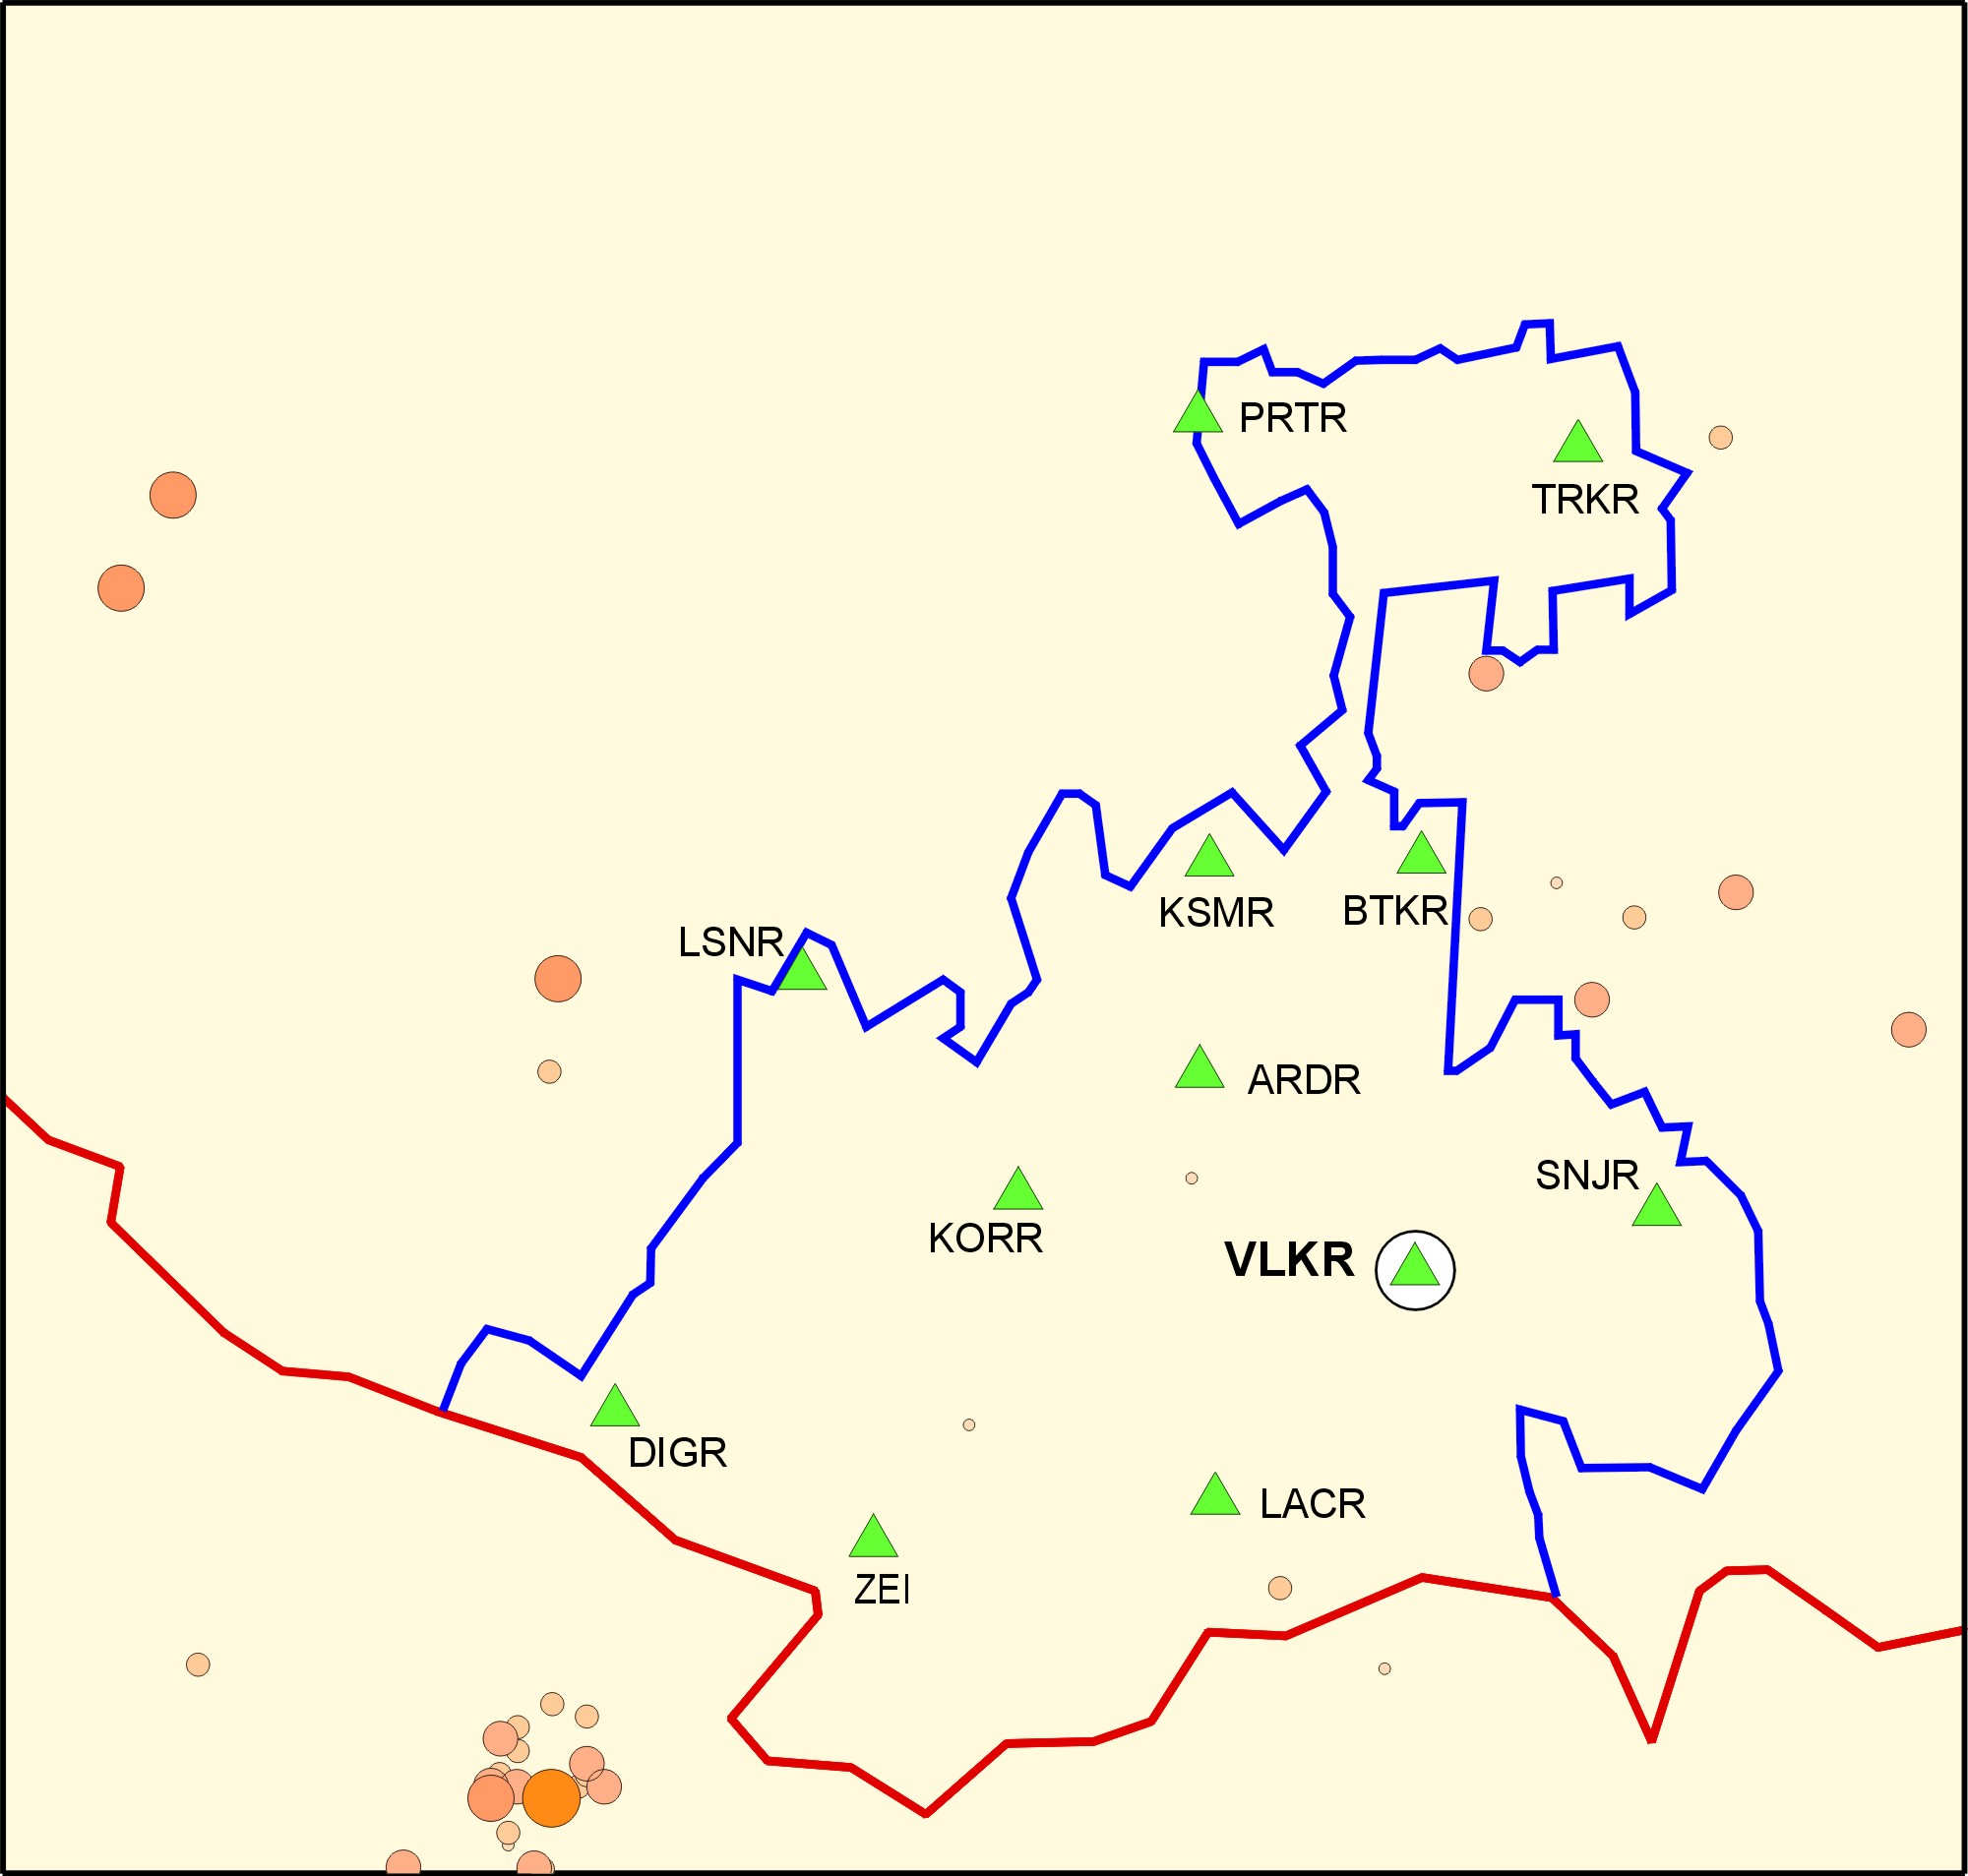 PRTR
TRKR
KSMR
BTKR
LSNR
ARDR
SNJR
KORR
VLKR
DIGR
LACR
ZEI